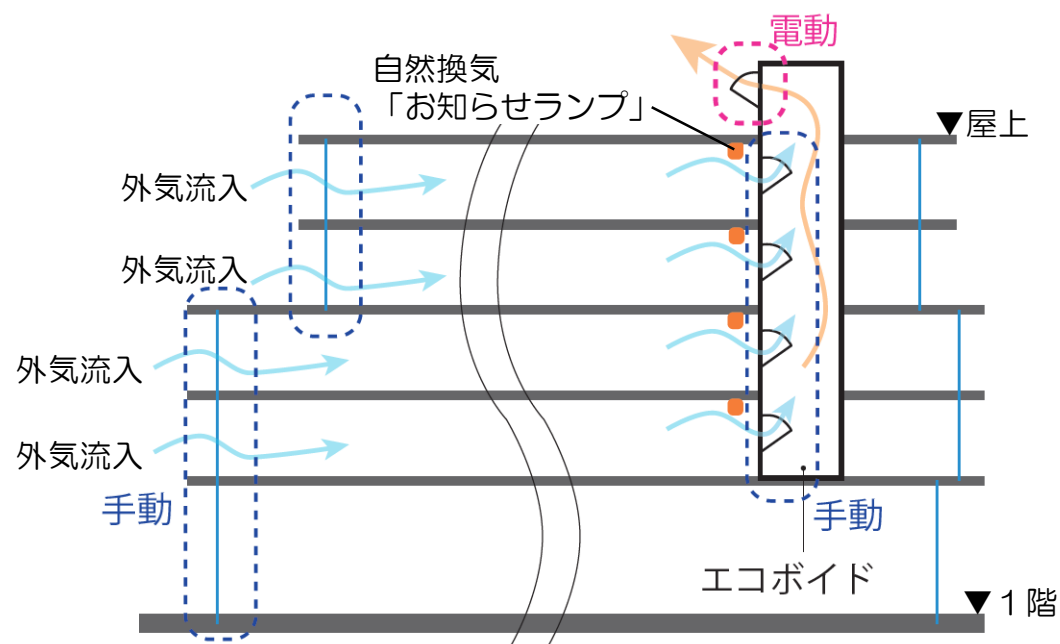 電動
自然換気
「お知らせランプ」
▼屋上
外気流入
外気流入
外気流入
外気流入
手動
手動
エコボイド
▼１階